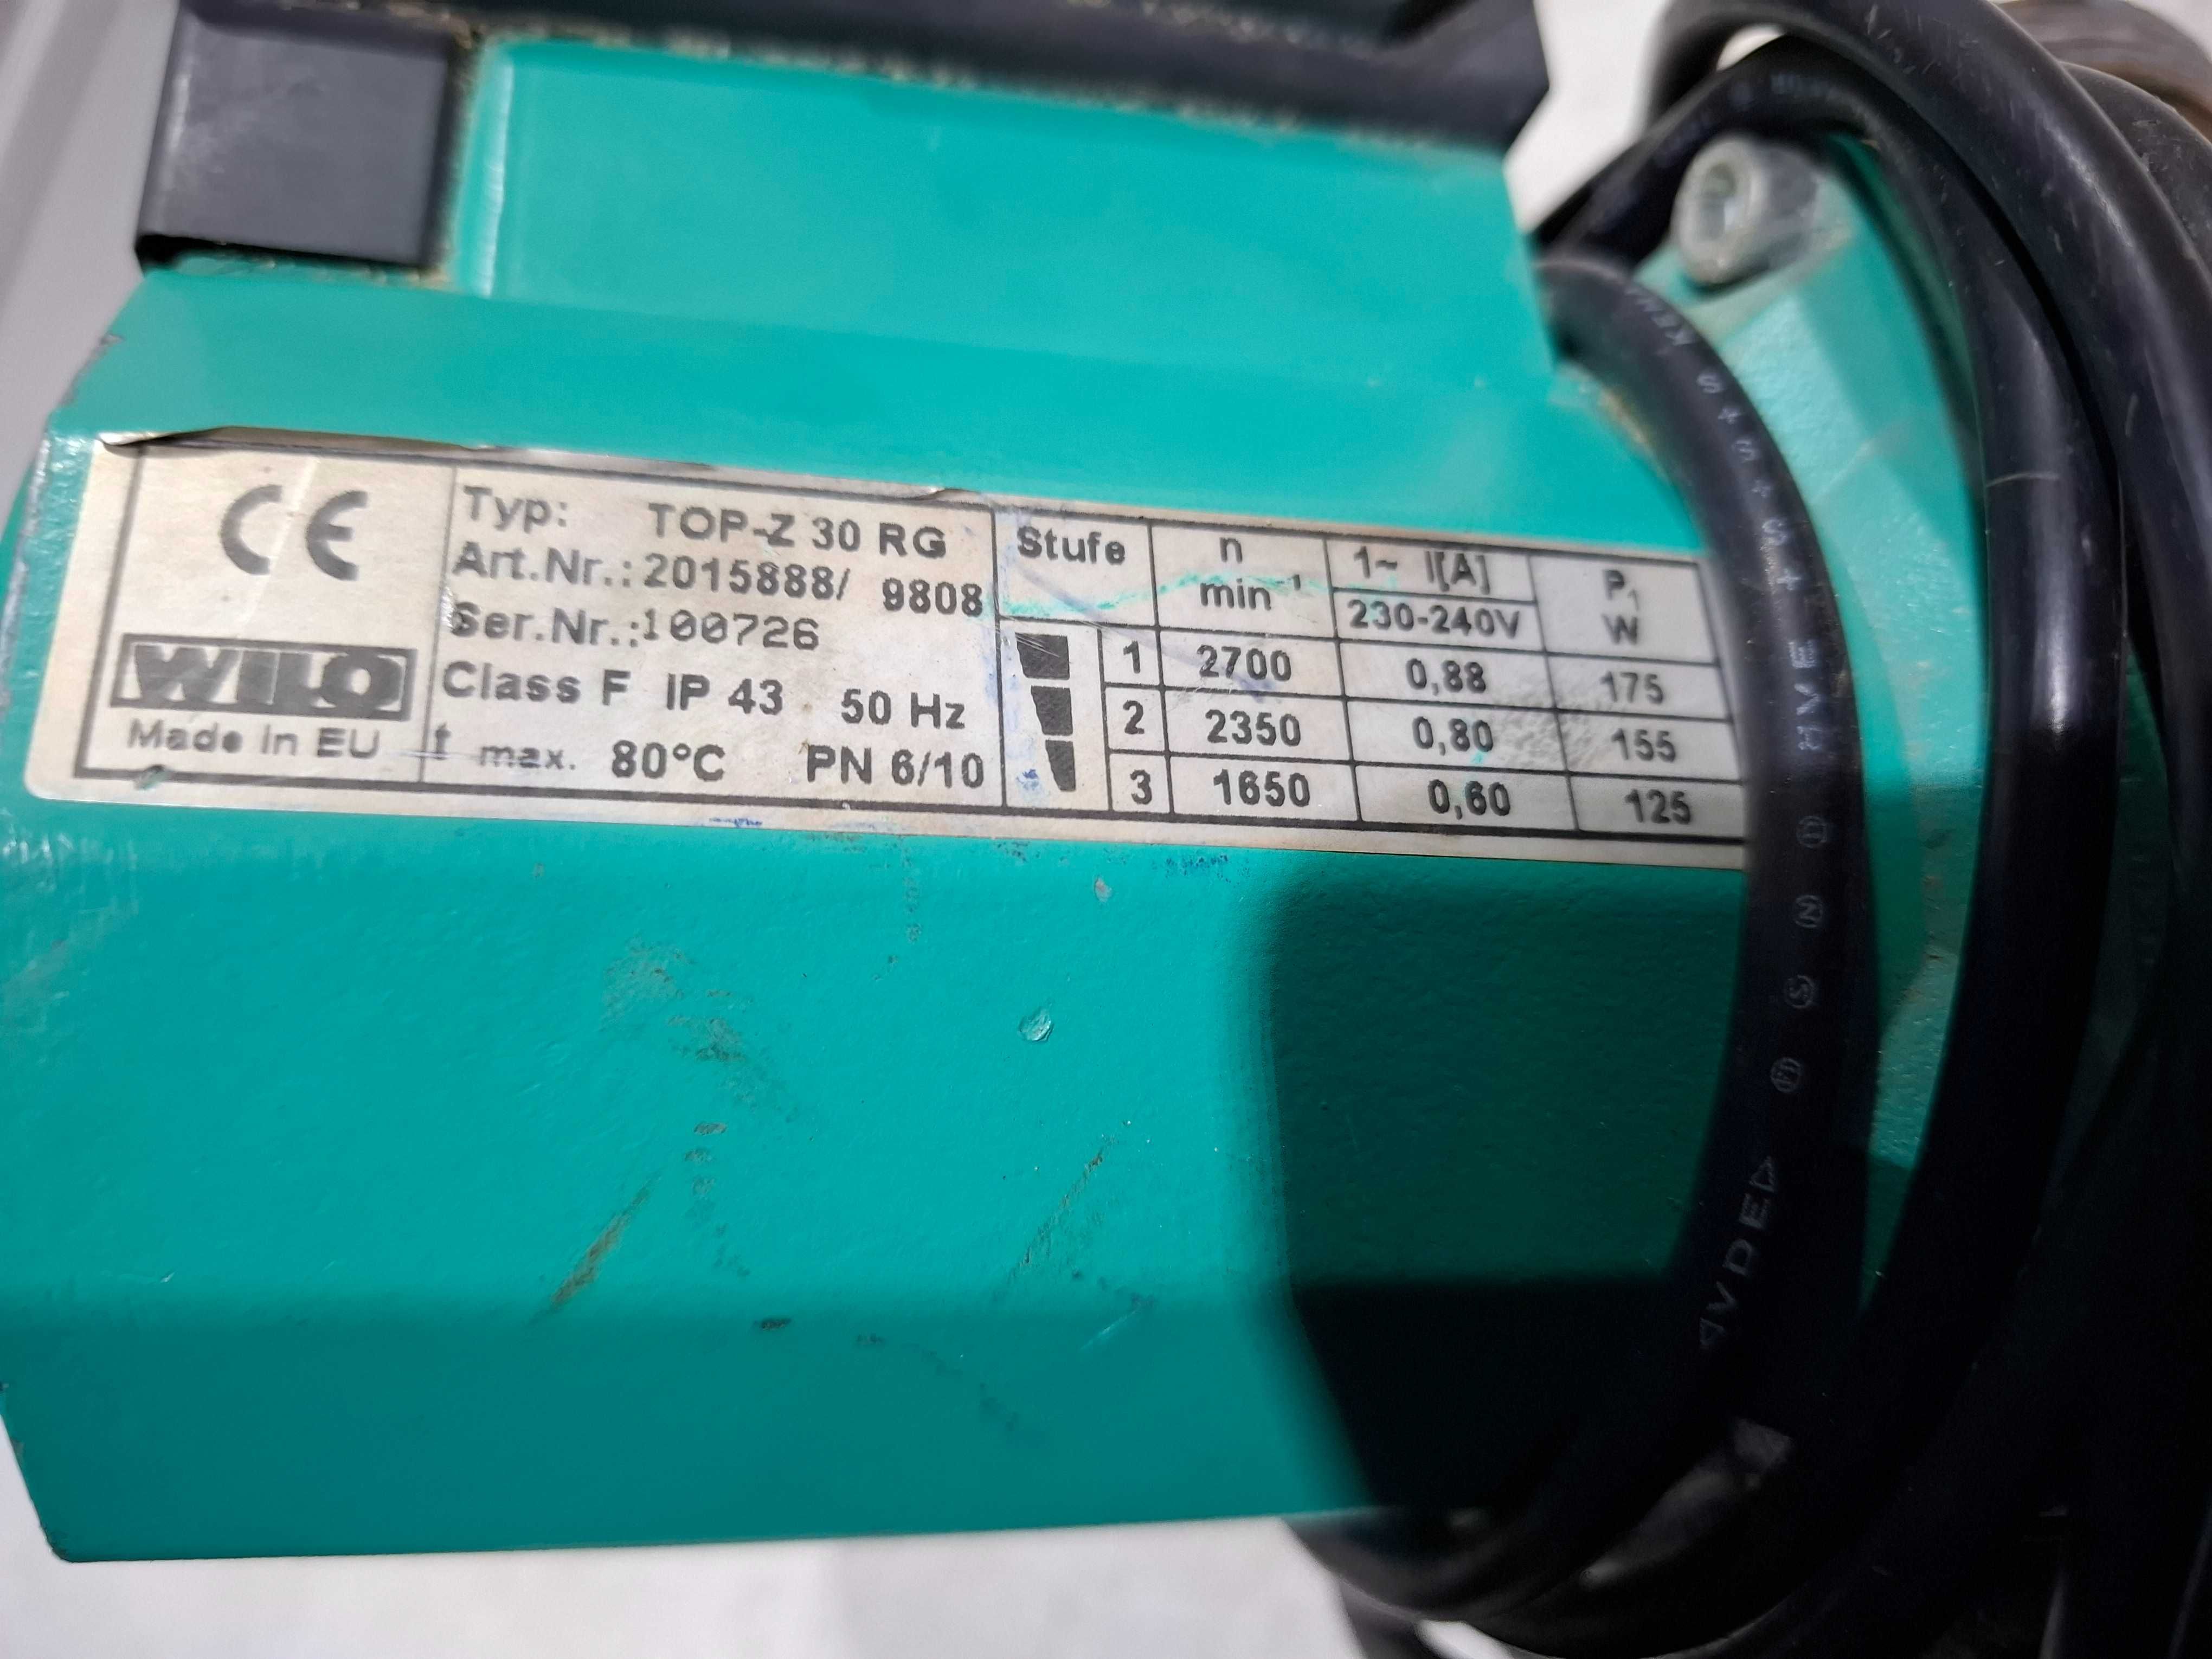 CE
WILO
Made in EU
Typ: TOP-Z 30 RG
Art.Nr.: 2015888/ 9808
Ser.Nr.:100726
Class F IP 43 50 Hz
t max. 80°C PN 6/10
Stufe n min⁻¹ 1~ I[A] 230-240V P₁ W
1 2700 0,88 175
2 2350 0,80 155
3 1650 0,60 125
ÖVE
D N S FI
VDE